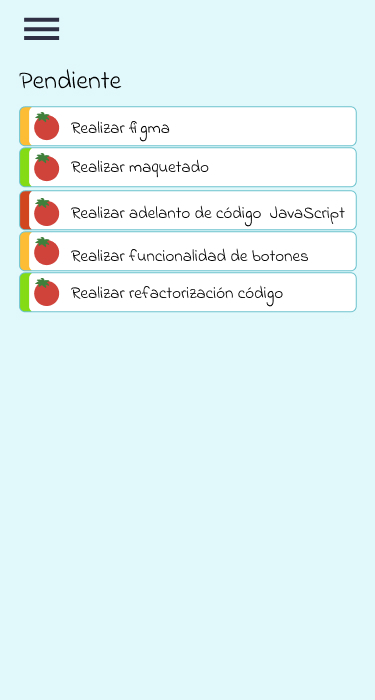 Pendiente
Realizar figma
Realizar maquetado
Realizar adelanto de código JavaScript
Realizar funcionalidad de botones
Realizar refactorización código